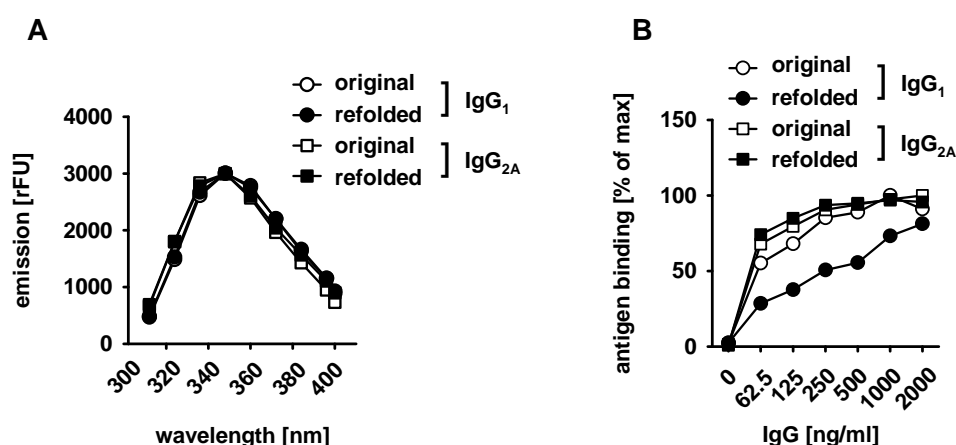 A
original
refolded
IgG1
original
refolded
IgG2A
emission [rFU]
4000
3000
2000
1000
0
300 320 340 360 380 400
wavelength [nm]
B
original
refolded
IgG1
original
refolded
IgG2A
antigen binding [% of max]
150
100
50
0
0 62.5 125 250 500 1000 2000
IgG [ng/ml]